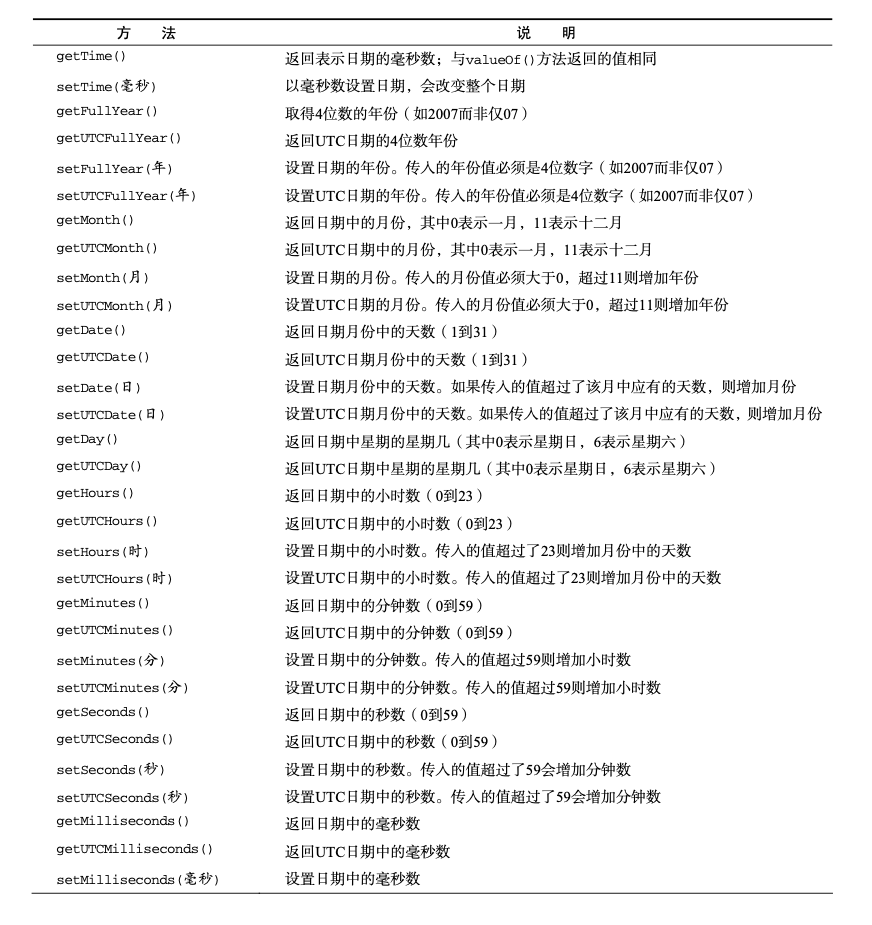 方 法 说 明
getTime() 返回表示日期的毫秒数；与valueOf()方法返回的值相同
setTime(毫秒) 以毫秒数设置日期，会改变整个日期
getFullYear() 取得4位数的年份（如2007而非仅07）
getUTCFullYear() 返回UTC日期的4位数年份
setFullYear(年) 设置日期的年份。传入的年份值必须是4位数字（如2007而非仅07）
setUTCFullYear(年) 设置UTC日期的年份。传入的年份值必须是4位数字（如2007而非仅07）
getMonth() 返回日期中的月份，其中0表示一月，11表示十二月
getUTCMonth() 返回UTC日期中的月份，其中0表示一月，11表示十二月
setMonth(月) 设置日期的月份。传入的月份值必须大于0，超过11则增加年份
setUTCMonth(月) 设置UTC日期的月份。传入的月份值必须大于0，超过11则增加年份
getDate() 返回日期月份中的天数（1到31）
getUTCDate() 返回UTC日期月份中的天数（1到31）
setDate(日) 设置日期月份中的天数。如果传入的值超过了该月中应有的天数，则增加月份
setUTCDate(日) 设置UTC日期月份中的天数。如果传入的值超过了该月中应有的天数，则增加月份
getDay() 返回日期中星期的星期几（其中0表示星期日，6表示星期六）
getUTCDay() 返回UTC日期中星期的星期几（其中0表示星期日，6表示星期六）
getHours() 返回日期中的小时数（0到23）
getUTCHours() 返回UTC日期中的小时数（0到23）
setHours(时) 设置日期中的小时数。传入的值超过了23则增加月份中的天数
setUTCHours(时) 设置UTC日期中的小时数。传入的值超过了23则增加月份中的天数
getMinutes() 返回日期中的分钟数（0到59）
getUTCMinutes() 返回UTC日期中的分钟数（0到59）
setMinutes(分) 设置日期中的分钟数。传入的值超过59则增加小时数
setUTCMinutes(分) 设置UTC日期中的分钟数。传入的值超过59则增加小时数
getSeconds() 返回日期中的秒数（0到59）
getUTCSeconds() 返回UTC日期中的秒数（0到59）
setSeconds(秒) 设置日期中的秒数。传入的值超过了59会增加分钟数
setUTCSeconds(秒) 设置UTC日期中的秒数。传入的值超过了59会增加分钟数
getMilliseconds() 返回日期中的毫秒数
getUTCMilliseconds() 返回UTC日期中的毫秒数
setMilliseconds(毫秒) 设置日期中的毫秒数